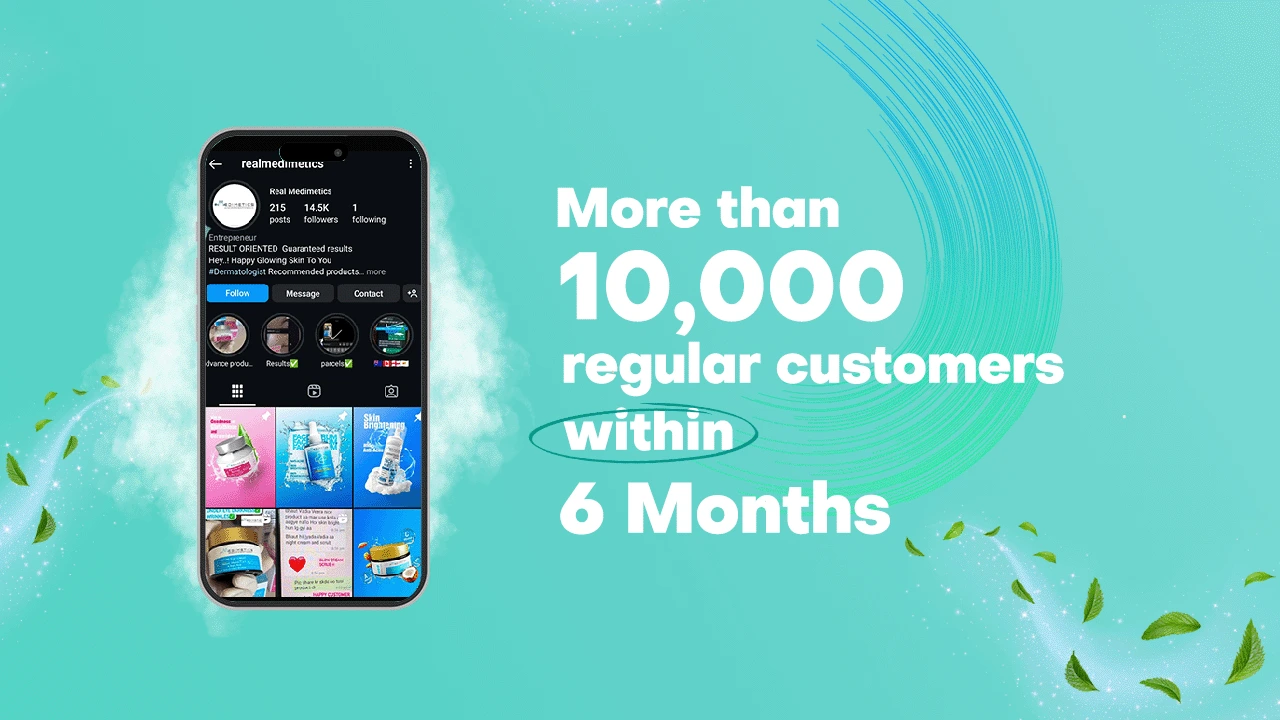 realmedimetics
Real Medimetics
215 14.5K 1
posts followers following
Entrepreneur
RESULT ORIENTED Guaranteed results
Hey..! Happy Glowing Skin To You
#Dermatologist Recommended products... more
Follow Message Contact
dvance produ... Results✅ parcels✅
Skin
Brightening
HAPPY CUSTOMER
More than
10,000
regular customers
within
6 Months